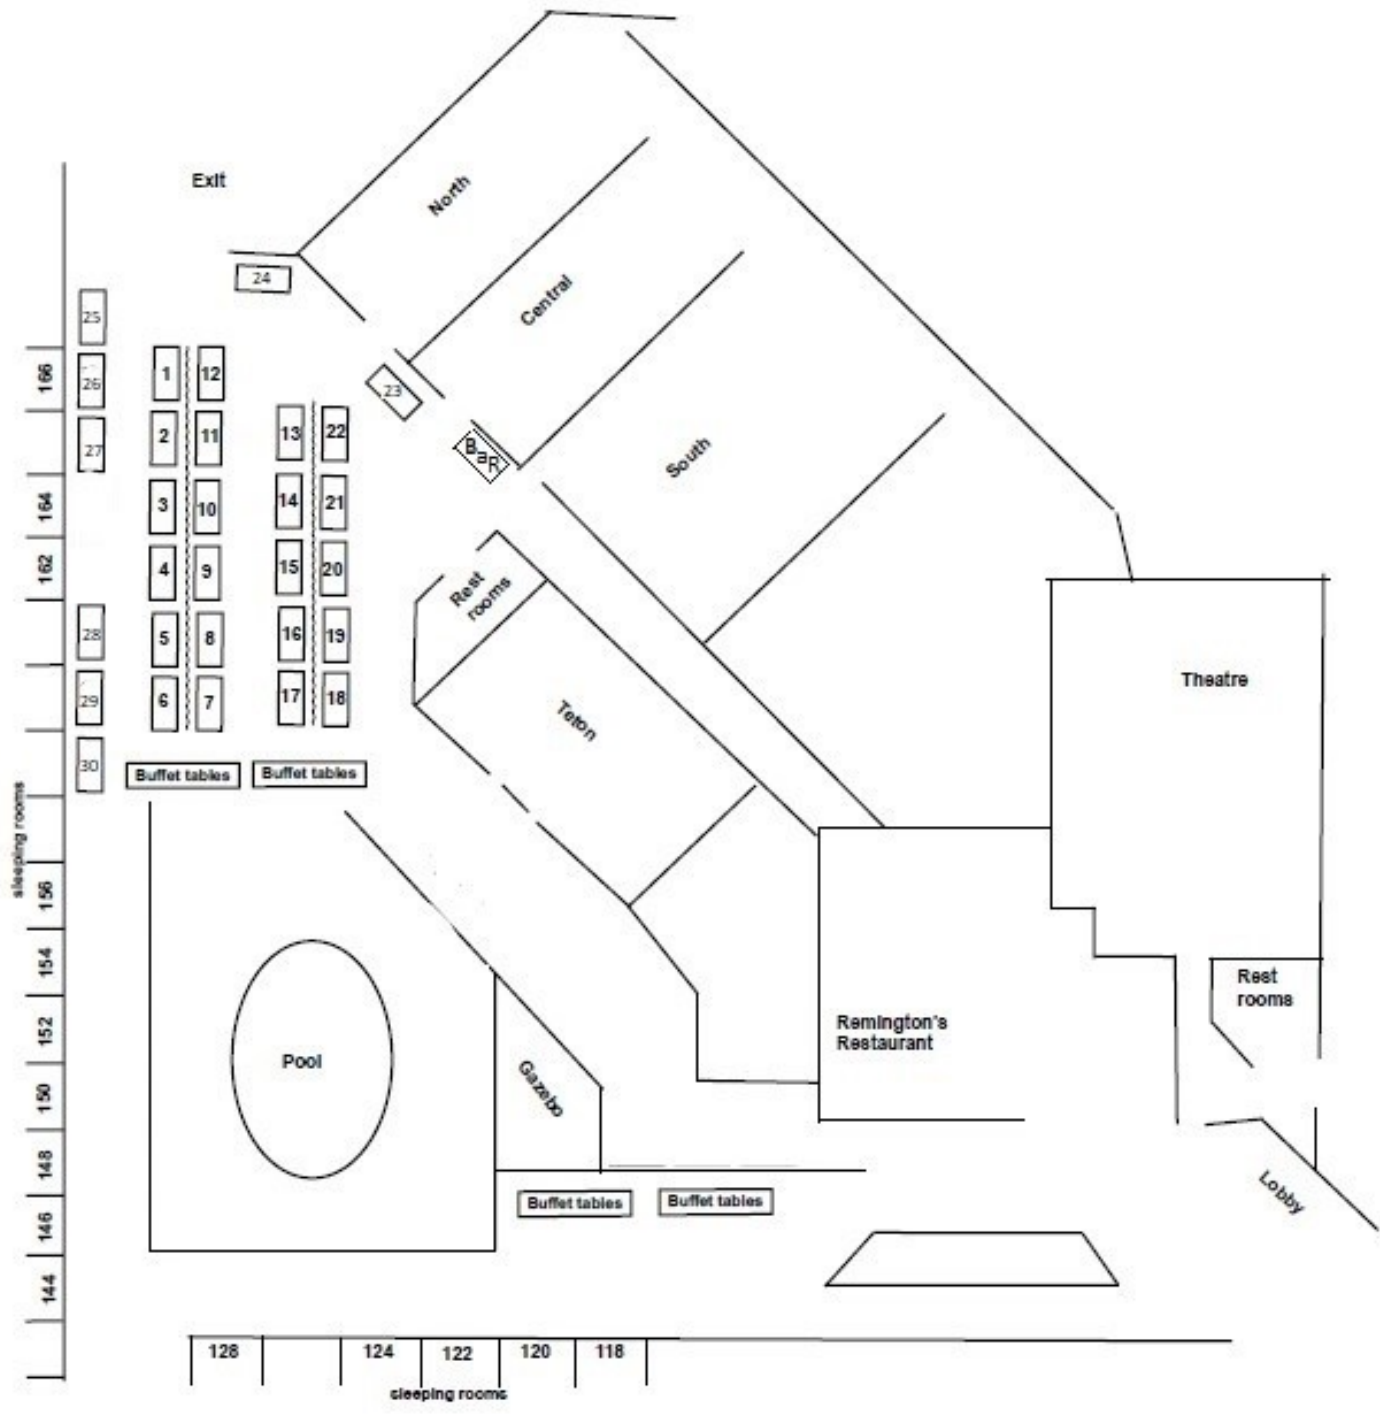 Exit
North
24
Central
25
166
26
1
12
23
27
2
11
13
22
BaR
South
164
3
10
14
21
162
4
9
15
20
Rest
rooms
28
5
8
16
19
Theatre
29
6
7
17
18
Teton
30
Buffet tables
Buffet tables
sleeping rooms
156
154
Rest
rooms
152
Remington's
Restaurant
Pool
Gazebo
150
148
Buffet tables
Buffet tables
Lobby
146
144
128
124
122
120
118
sleeping rooms